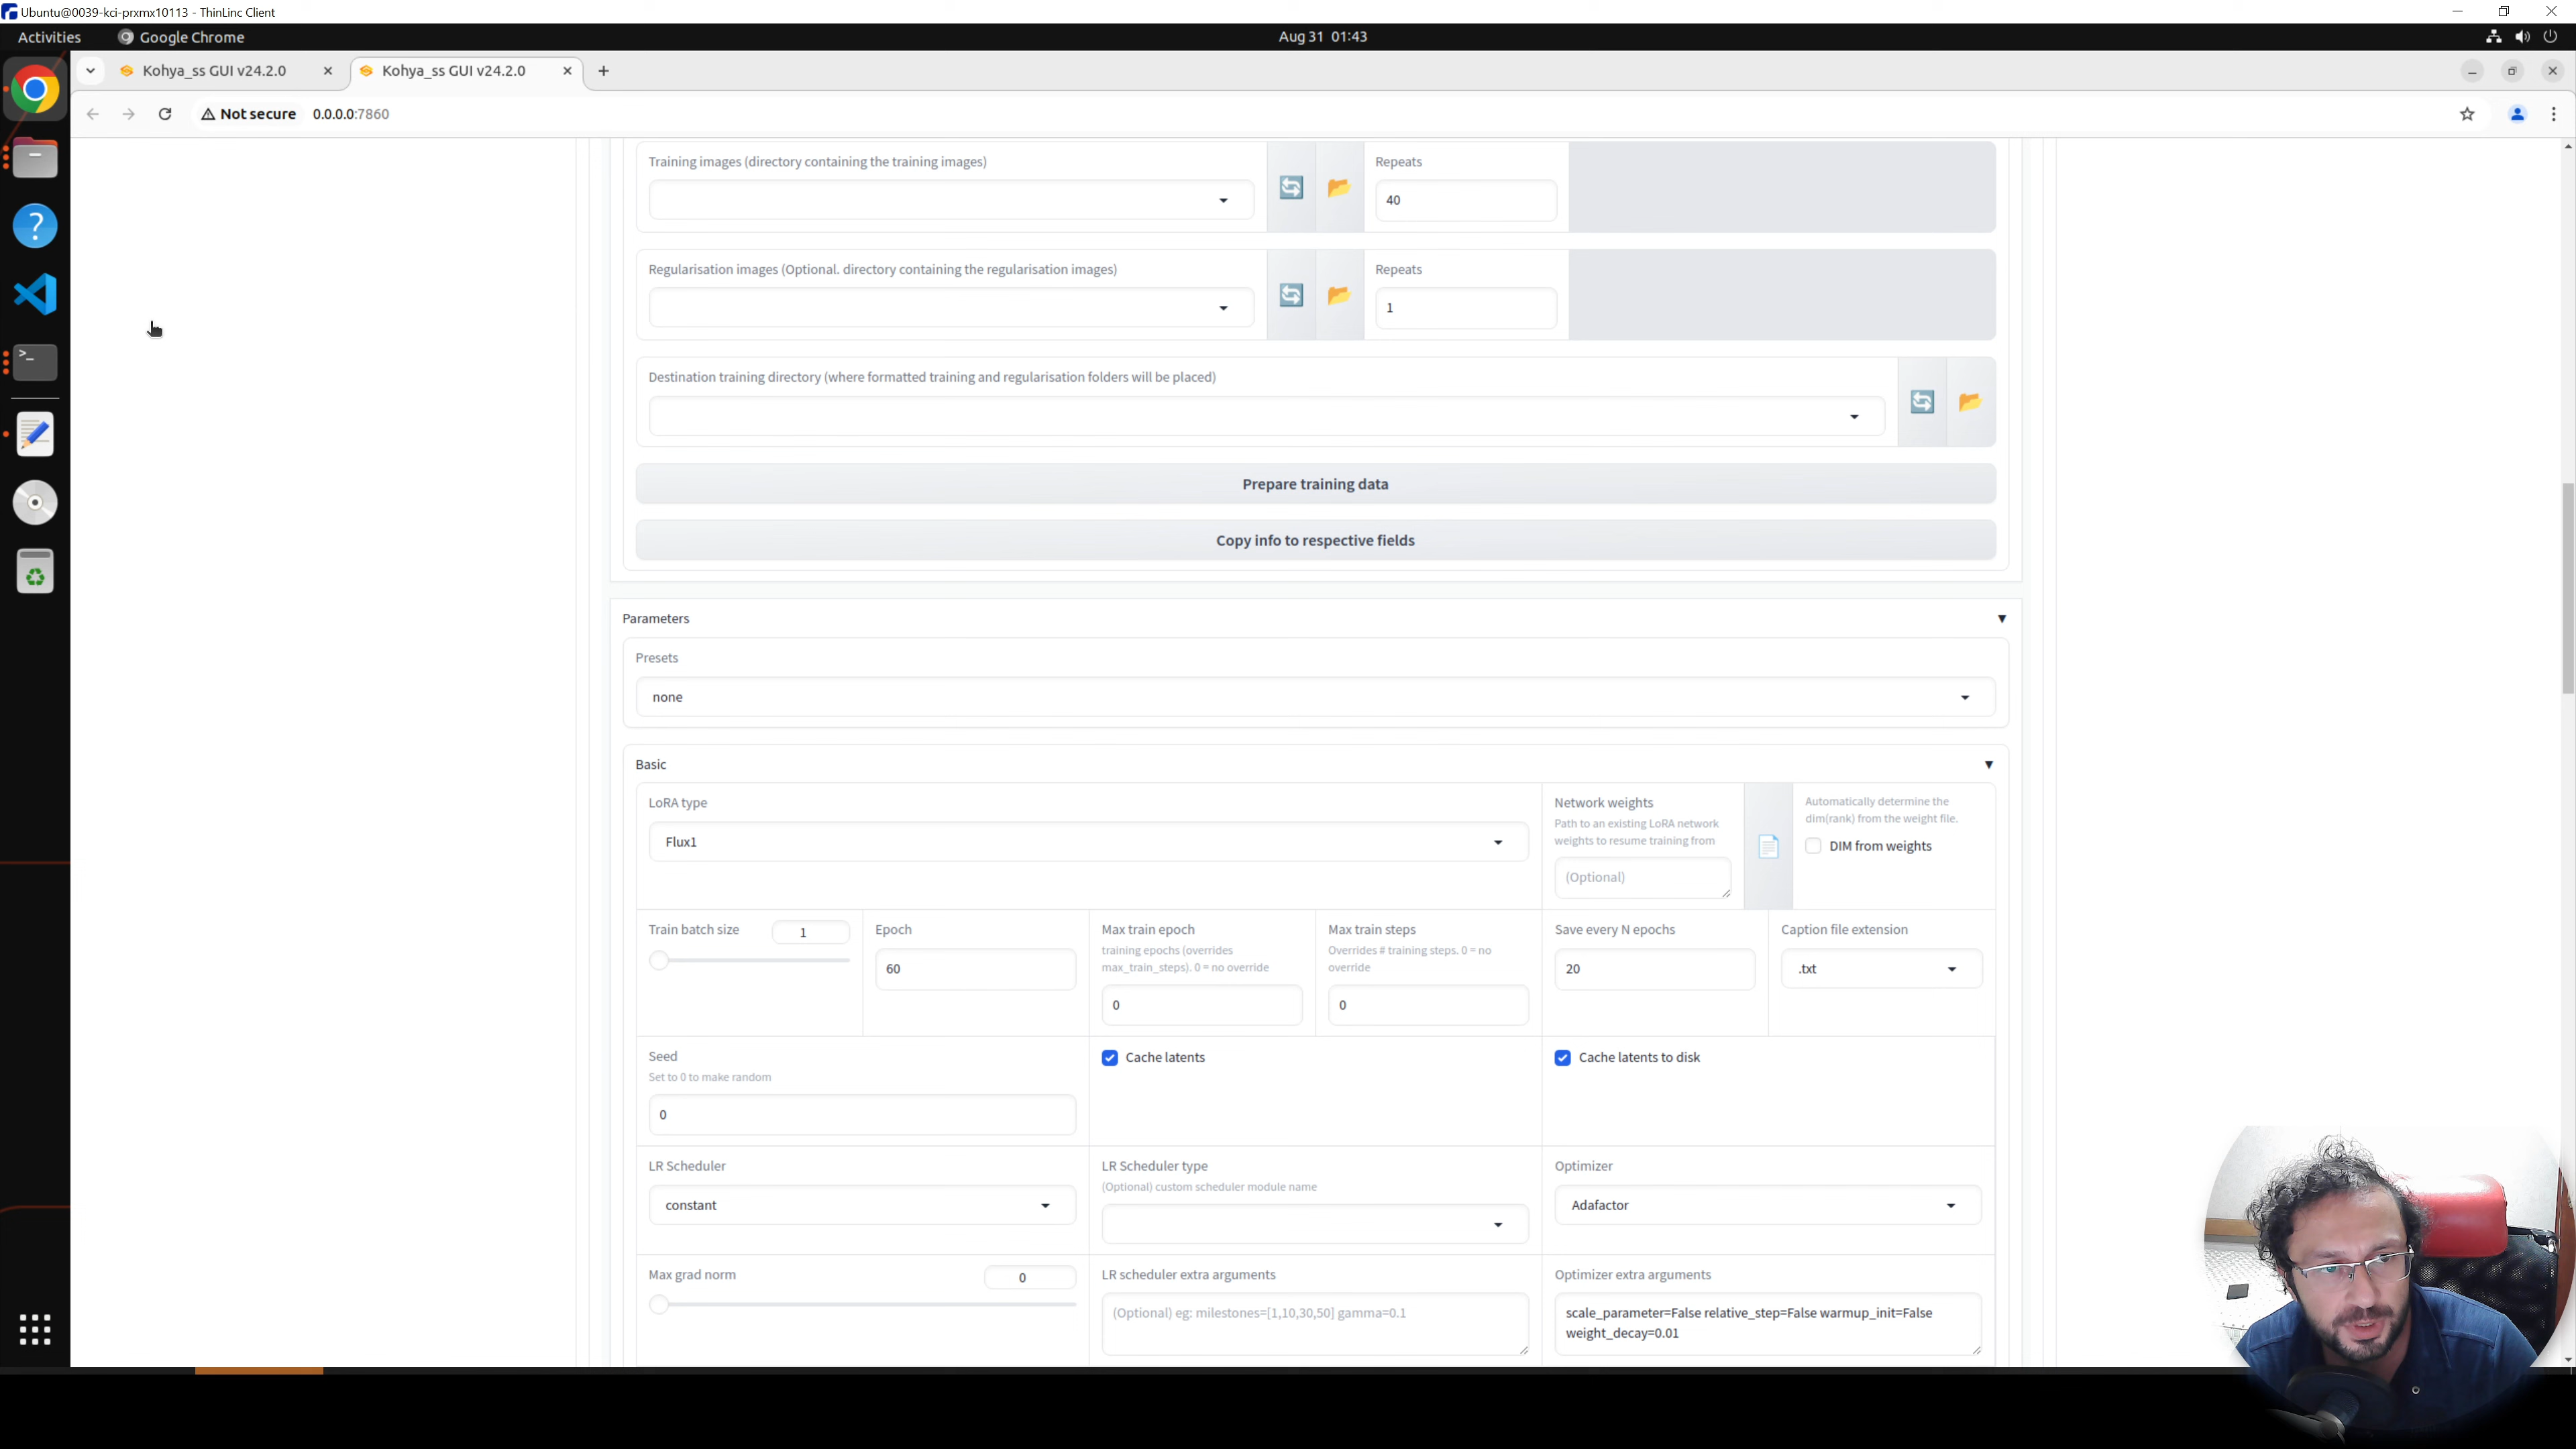 Ubuntu@0039-kci-prxmx10113 - ThinLinc Client
Activities
Google Chrome
Aug 31 01:43
Kohya_ss GUI v24.2.0
Kohya_ss GUI v24.2.0
Not secure
0.0.0.0:7860
Training images (directory containing the training images)
Repeats
40
Regularisation images (Optional. directory containing the regularisation images)
Repeats
1
Destination training directory (where formatted training and regularisation folders will be placed)
Prepare training data
Copy info to respective fields
Parameters
Presets
none
Basic
LoRA type
Flux1
Network weights
Path to an existing LoRA network
weights to resume training from
(Optional)
Automatically determine the
dim(rank) from the weight file.
DIM from weights
Train batch size
1
Epoch
60
Max train epoch
training epochs (overrides
max_train_steps). 0 = no override
0
Max train steps
Overrides # training steps. 0 = no
override
0
Save every N epochs
20
Caption file extension
.txt
Seed
Set to 0 to make random
0
Cache latents
Cache latents to disk
LR Scheduler
constant
LR Scheduler type
(Optional) custom scheduler module name
Optimizer
Adafactor
Max grad norm
0
LR scheduler extra arguments
(Optional) eg: milestones=[1,10,30,50] gamma=0.1
Optimizer extra arguments
scale_parameter=False relative_step=False warmup_init=False
weight_decay=0.01